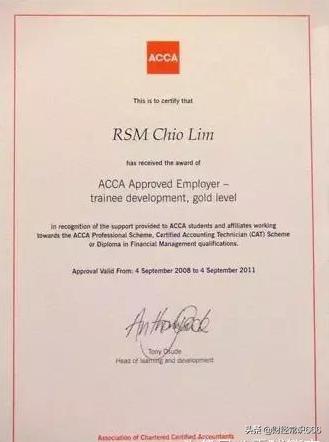 ACCA
This is to certify that
RSM Chio Lim
has received the award of
ACCA Approved Employer –
trainee development, gold level
in recognition of the support provided to ACCA students and affiliates working
towards the ACCA Professional Scheme, Certified Accounting Technician (CAT) Scheme
or Diploma in Financial Management qualifications.
Approval Valid From: 4 September 2008 to 4 September 2011
Tony Osude
Head of learning and development
Association of Chartered Certified Accountants
头条 @财经常识666